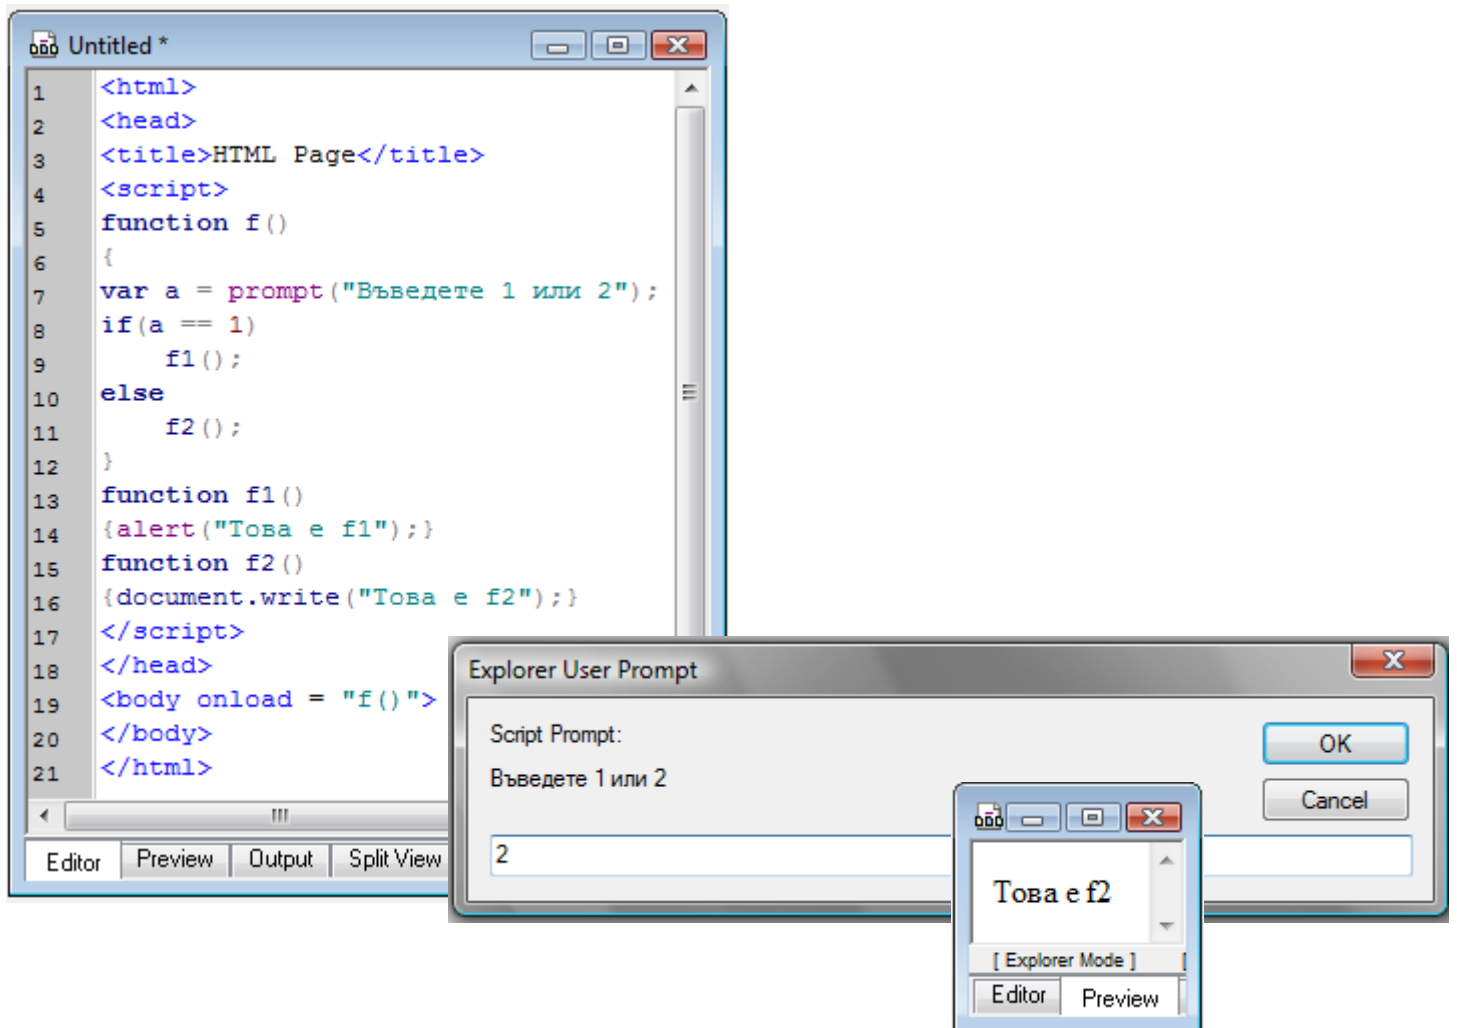 Untitled *
1 <html>
2 <head>
3 <title>HTML Page</title>
4 <script>
5 function f()
6 {
7 var a = prompt("Въведете 1 или 2");
8 if(a == 1)
9 f1();
10 else
11 f2();
12 }
13 function f1()
14 {alert("Това е f1");}
15 function f2()
16 {document.write("Това е f2");}
17 </script>
18 </head>
19 <body onload = "f()">
20 </body>
21 </html>
Editor Preview Output Split View
Explorer User Prompt
Script Prompt:
Въведете 1 или 2
OK
Cancel
2
Това е f2
[ Explorer Mode ] [
Editor Preview